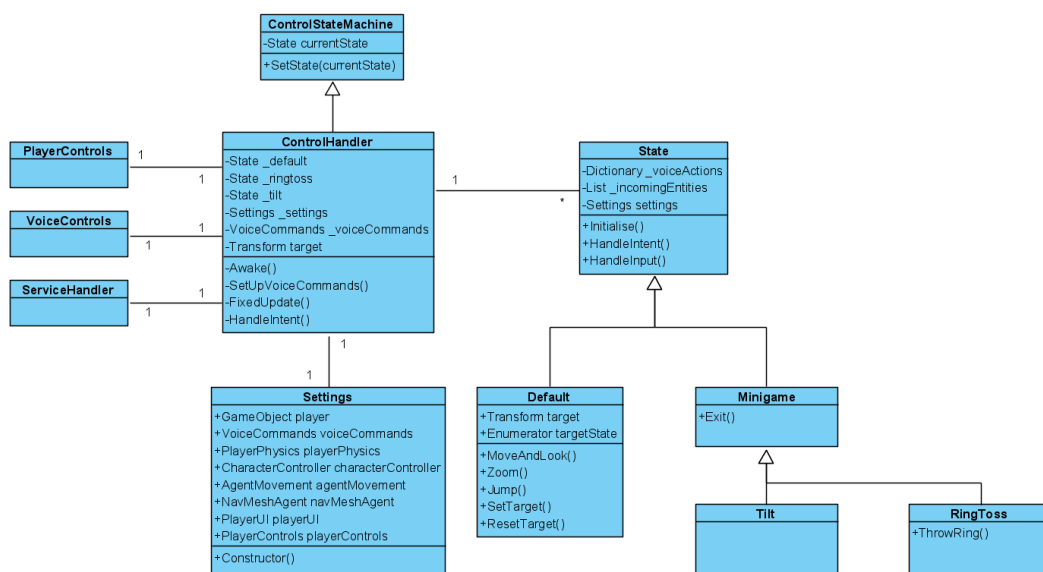 ControlStateMachine
-State currentState
+SetState(currentState)
PlayerControls
1
1
VoiceControls
1
1
ServiceHandler
1
1
ControlHandler
-State _default
-State _ringtoss
-State _tilt
-Settings _settings
-VoiceCommands _voiceCommands
-Transform target
-Awake()
-SetUpVoiceCommands()
-FixedUpdate()
-HandleIntent()
1
*
State
-Dictionary _voiceActions
-List _incomingEntities
-Settings settings
+Initialise()
+HandleIntent()
+HandleInput()
1
1
Settings
+GameObject player
+VoiceCommands voiceCommands
+PlayerPhysics playerPhysics
+CharacterController characterController
+AgentMovement agentMovement
+NavMeshAgent navMeshAgent
+PlayerUI playerUI
+PlayerControls playerControls
+Constructor()
Default
+Transform target
+Enumerator targetState
+MoveAndLook()
+Zoom()
+Jump()
+SetTarget()
+ResetTarget()
Minigame
+Exit()
Tilt
RingToss
+ThrowRing()